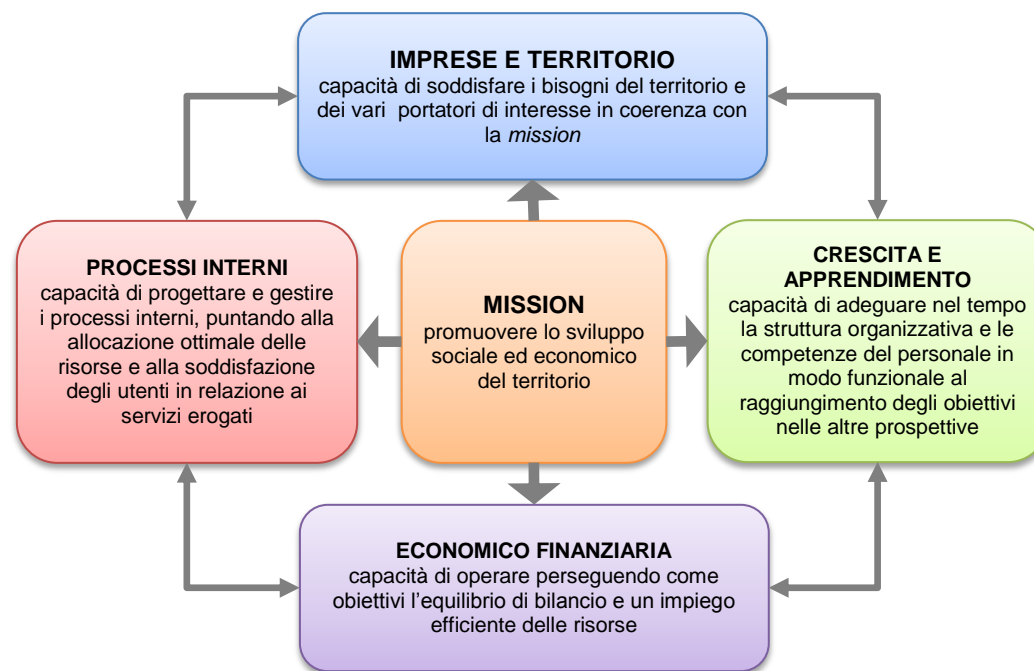 IMPRESE E TERRITORIO
capacità di soddisfare i bisogni del territorio e
dei vari portatori di interesse in coerenza con
la mission
PROCESSI INTERNI
capacità di progettare e gestire
i processi interni, puntando alla
allocazione ottimale delle
risorse e alla soddisfazione
degli utenti in relazione ai
servizi erogati
MISSION
promuovere lo sviluppo
sociale ed economico
del territorio
CRESCITA E
APPRENDIMENTO
capacità di adeguare nel tempo
la struttura organizzativa e le
competenze del personale in
modo funzionale al
raggiungimento degli obiettivi
nelle altre prospettive
ECONOMICO FINANZIARIA
capacità di operare perseguendo come
obiettivi l'equilibrio di bilancio e un impiego
efficiente delle risorse